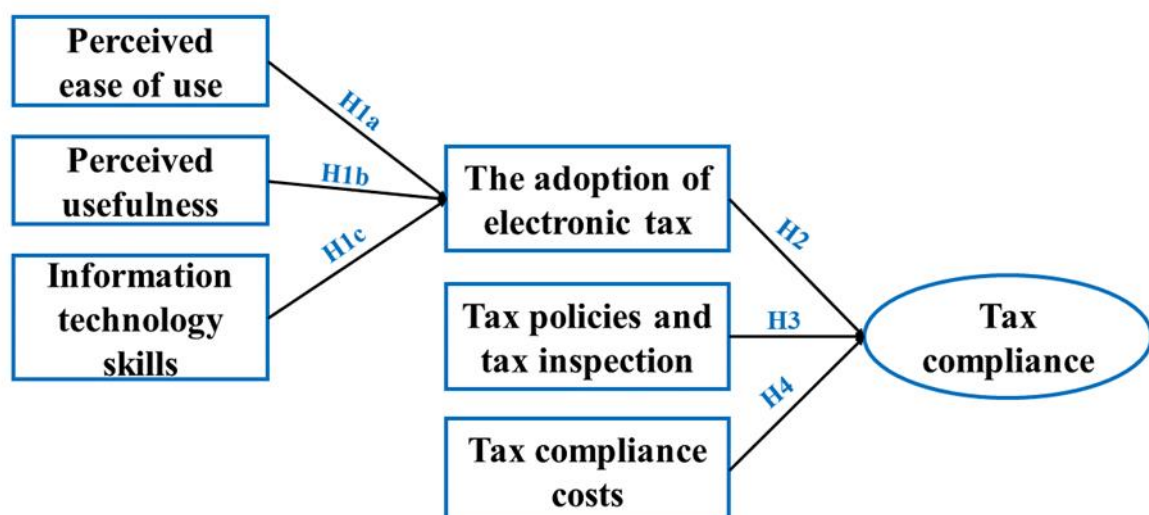 Perceived
ease of use
H1a
Perceived
usefulness
H1b
Information
technology
skills
H1c
The adoption of
electronic tax
H2
Tax policies and
tax inspection
H3
Tax compliance
costs
H4
Tax
compliance